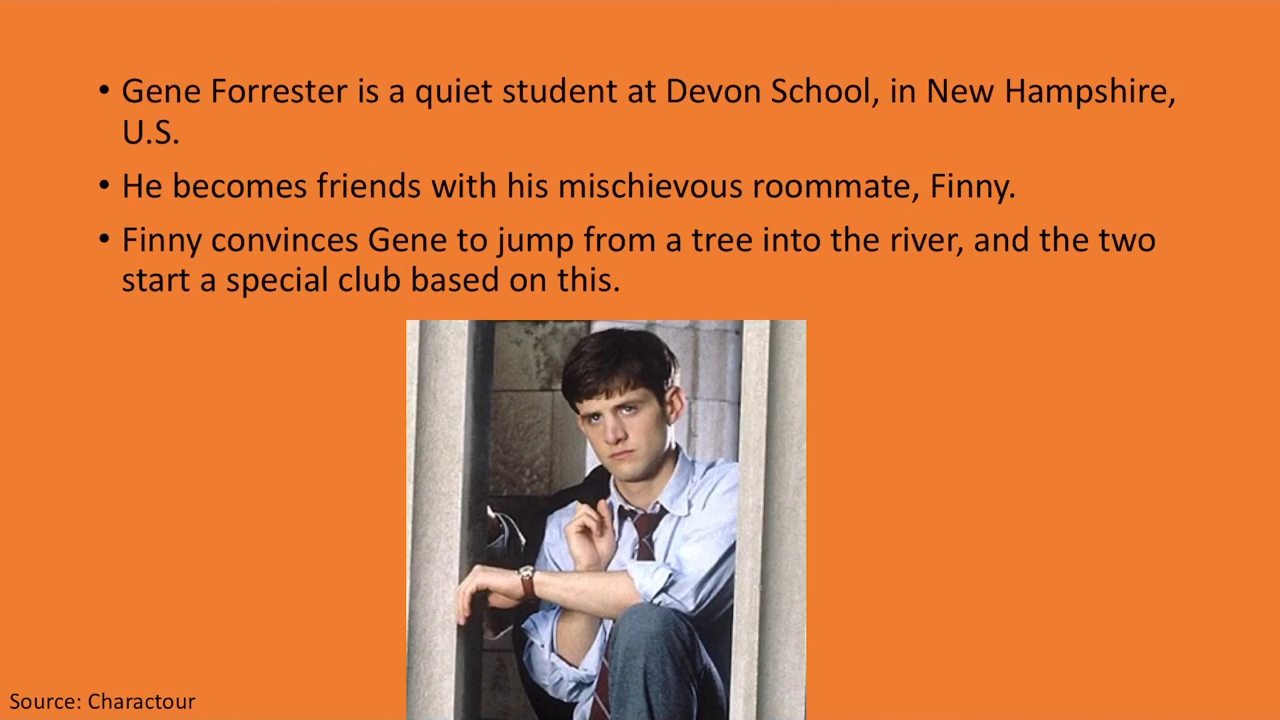 • Gene Forrester is a quiet student at Devon School, in New Hampshire,
U.S.
• He becomes friends with his mischievous roommate, Finny.
• Finny convinces Gene to jump from a tree into the river, and the two
start a special club based on this.
Source: Charactour